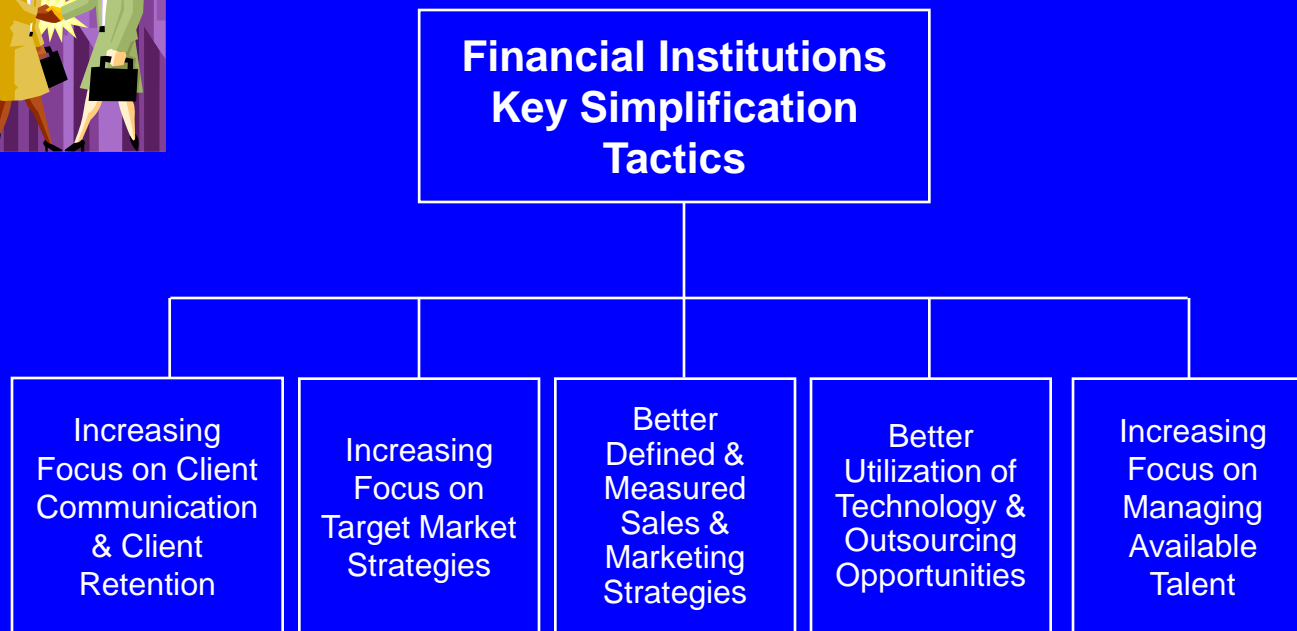 Financial Institutions
Key Simplification
Tactics
Increasing
Focus on Client
Communication
& Client
Retention
Increasing
Focus on
Target Market
Strategies
Better
Defined &
Measured
Sales &
Marketing
Strategies
Better
Utilization of
Technology &
Outsourcing
Opportunities
Increasing
Focus on
Managing
Available
Talent